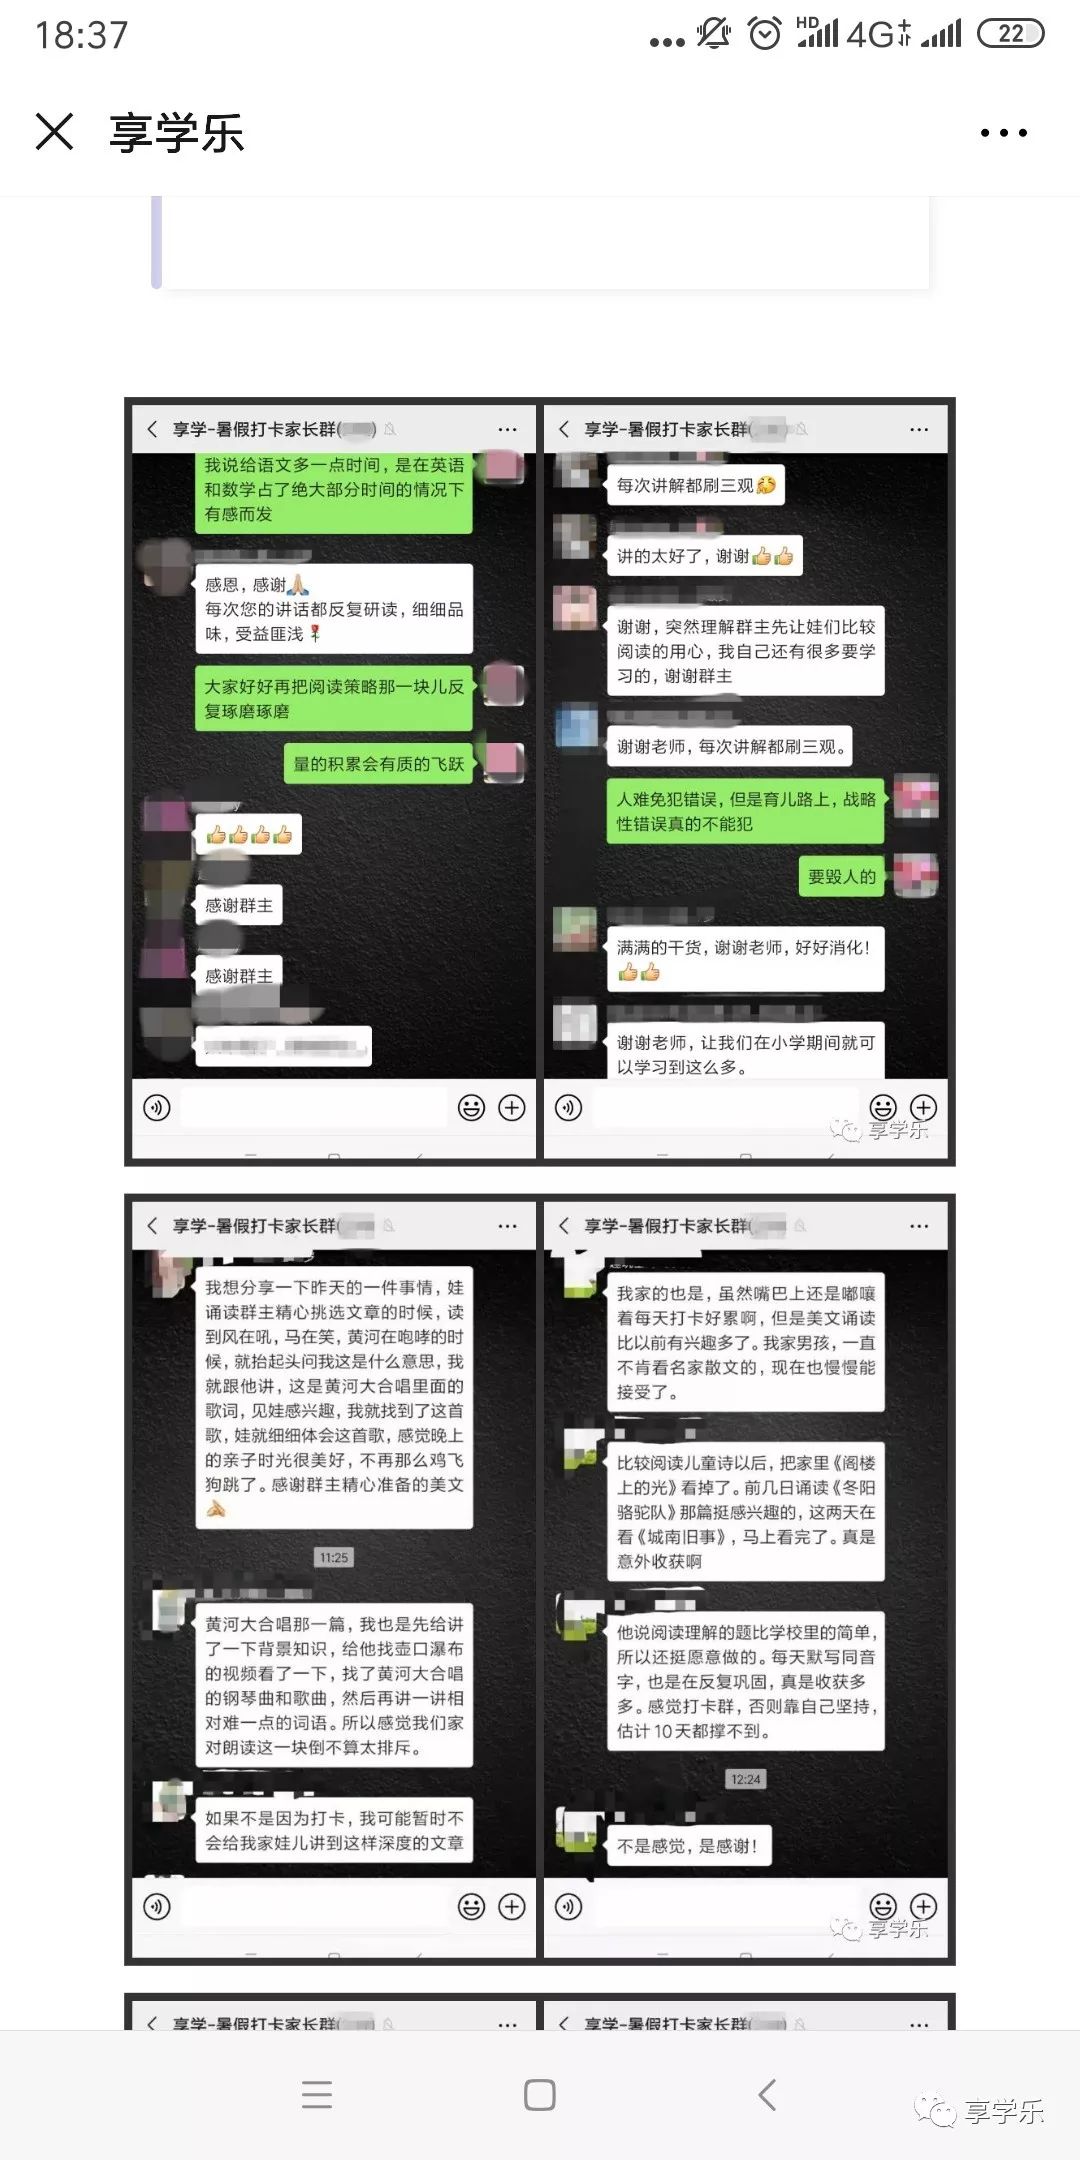 18:37
HD
4G+
22
享学乐
享学-暑假打卡家长群(
我说给语文多一点时间，是在英语
和数学占了绝大部分时间的情况下
有感而发
感恩，感谢🙏
每次您的讲话都反复研读，细细品
味，受益匪浅🌹
大家好好再把阅读策略那一块儿反
复琢磨琢磨
量的积累会有质的飞跃
👍👍👍👍
感谢群主
感谢群主
享学-暑假打卡家长群(
每次讲解都刷三观
讲的太好了，谢谢👍👍
谢谢，突然理解群主先让娃们比较
阅读的用心，我自己还有很多要学
习的，谢谢群主
谢谢老师，每次讲解都刷三观。
人难免犯错误，但是育儿路上，战略
性错误真的不能犯
要毁人的
满满的干货，谢谢老师，好好消化！
👍👍
谢谢老师，让我们在小学期间就可
以学习到这么多。
享学乐
享学-暑假打卡家长群(
我想分享一下昨天的一件事情，娃
诵读群主精心挑选文章的时候，读
到风在吼，马在笑，黄河在咆哮的时
候，就抬起头问我这是什么意思，我
就跟他讲，这是黄河大合唱里面的
歌词，见娃感兴趣，我就找到了这首
歌，娃就细细体会这首歌，感觉晚上
的亲子时光很美好，不再那么鸡飞
狗跳了。感谢群主精心准备的美文
🙏
11:25
黄河大合唱那一篇，我也是先给讲
了一下背景知识，给他找壶口瀑布
的视频看了一下，找了黄河大合唱
的钢琴曲和歌曲，然后再讲一讲相
对难一点的词语。所以感觉我们家
对朗读这一块倒不算太排斥。
如果不是因为打卡，我可能暂时不
会给我家娃儿讲到这样深度的文章
享学-暑假打卡家长群(
我家的也是，虽然嘴巴上还是嘟嚷
着每天打卡好累啊，但是美文诵读
比以前有兴趣多了。我家男孩，一直
不肯看名家散文的，现在也慢慢能
接受了。
比较阅读儿童诗以后，把家里《阁楼
上的光》看掉了。前几日诵读《冬阳
骆驼队》那篇挺感兴趣的，这两天在
看《城南旧事》，马上看完了。真是
意外收获啊
他说阅读理解的题比学校里的简单，
所以还挺愿意做的。每天默写同音
字，也是在反复巩固，真是收获多
多。感觉打卡群，否则靠自己坚持，
估计10天都撑不到。
12:24
不是感觉，是感谢！
享学乐
享学-暑假打卡家长群(
享学-暑假打卡家长群(
享学乐